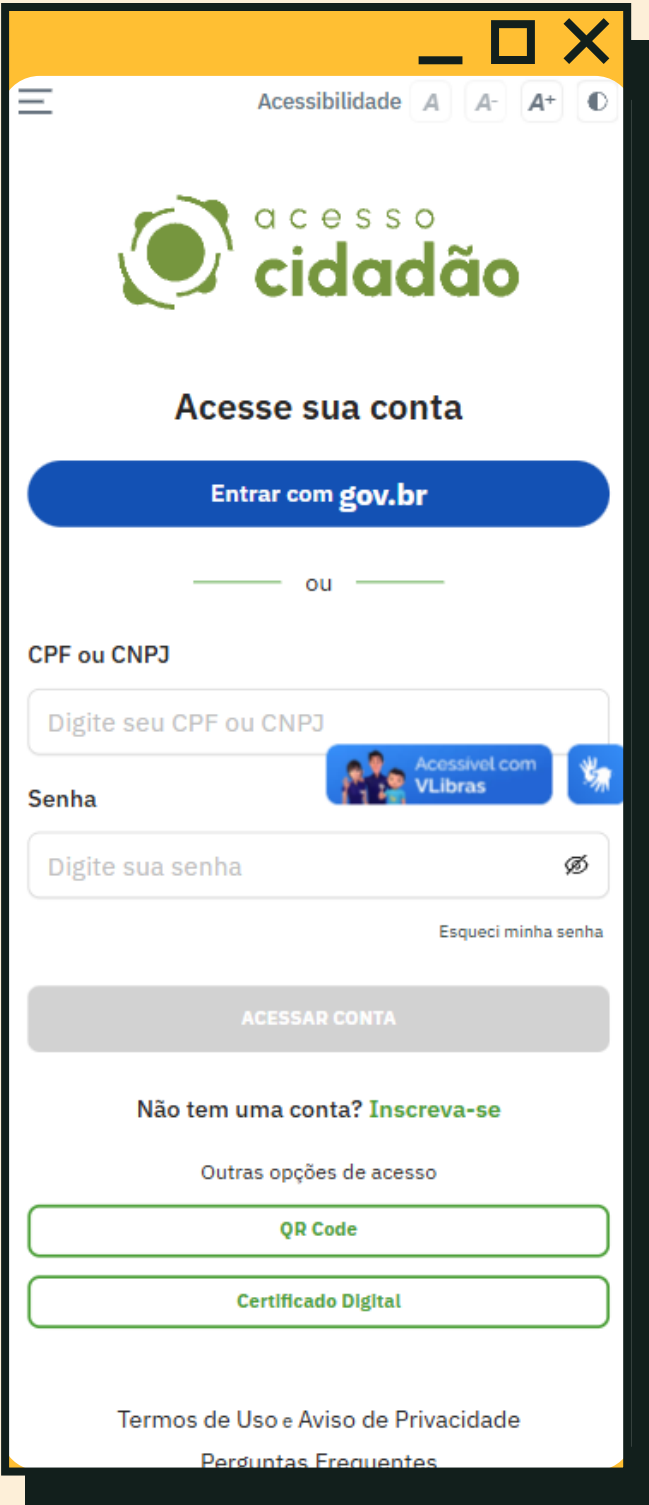 Acessibilidade A A- A+
acesso
cidadão
Acesse sua conta
Entrar com gov.br
ou
CPF ou CNPJ
Digite seu CPF ou CNPJ
Acessível com
VLibras
Senha
Digite sua senha
Esqueci minha senha
ACESSAR CONTA
Não tem uma conta? Inscreva-se
Outras opções de acesso
QR Code
Certificado Digital
Termos de Uso e Aviso de Privacidade
Perguntas Frequentes